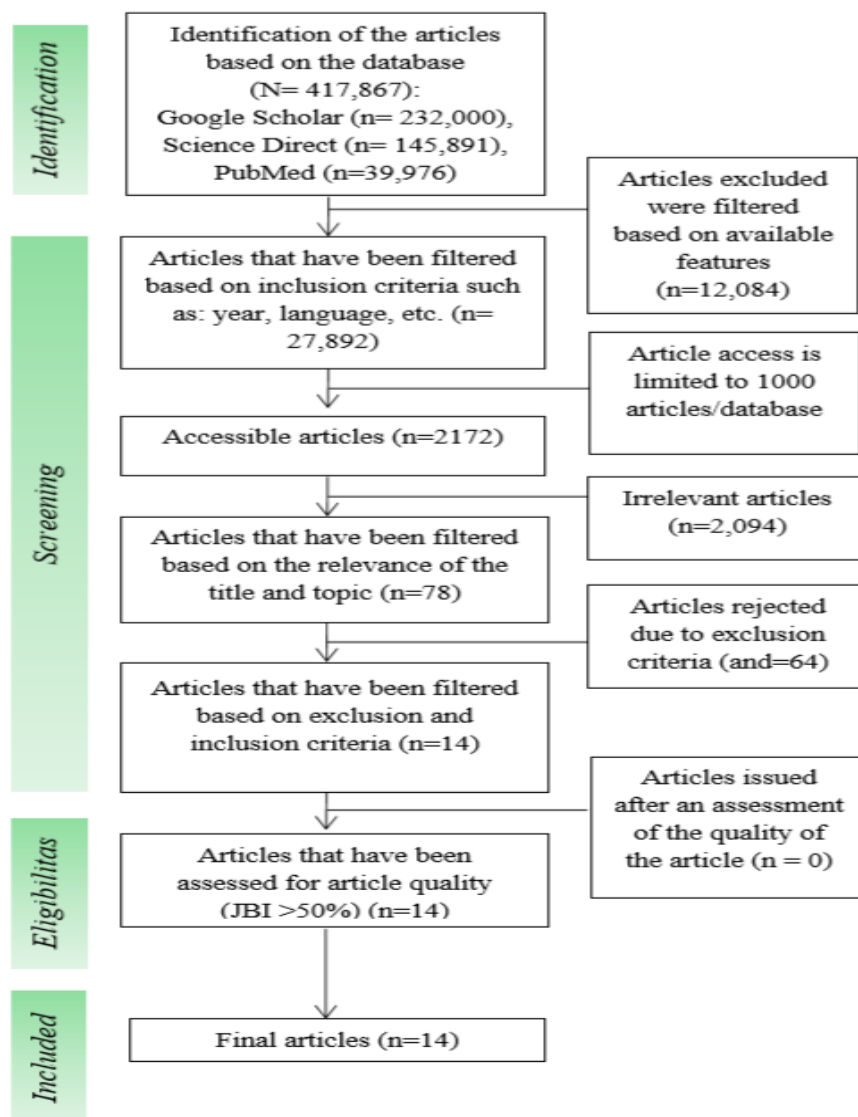 Identification
Identification of the articles
based on the database
(N= 417,867):
Google Scholar (n= 232,000),
Science Direct (n= 145,891),
PubMed (n=39,976)
Articles excluded
were filtered
based on available
features
(n=12,084)
Screening
Articles that have been filtered
based on inclusion criteria such
as: year, language, etc. (n=
27,892)
Article access is
limited to 1000
articles/database
Accessible articles (n=2172)
Irrelevant articles
(n=2,094)
Articles that have been filtered
based on the relevance of the
title and topic (n=78)
Articles rejected
due to exclusion
criteria (and=64)
Articles that have been filtered
based on exclusion and
inclusion criteria (n=14)
Articles issued
after an assessment
of the quality of
the article (n = 0)
Eligibilitas
Articles that have been
assessed for article quality
(JBI >50%) (n=14)
Included
Final articles (n=14)